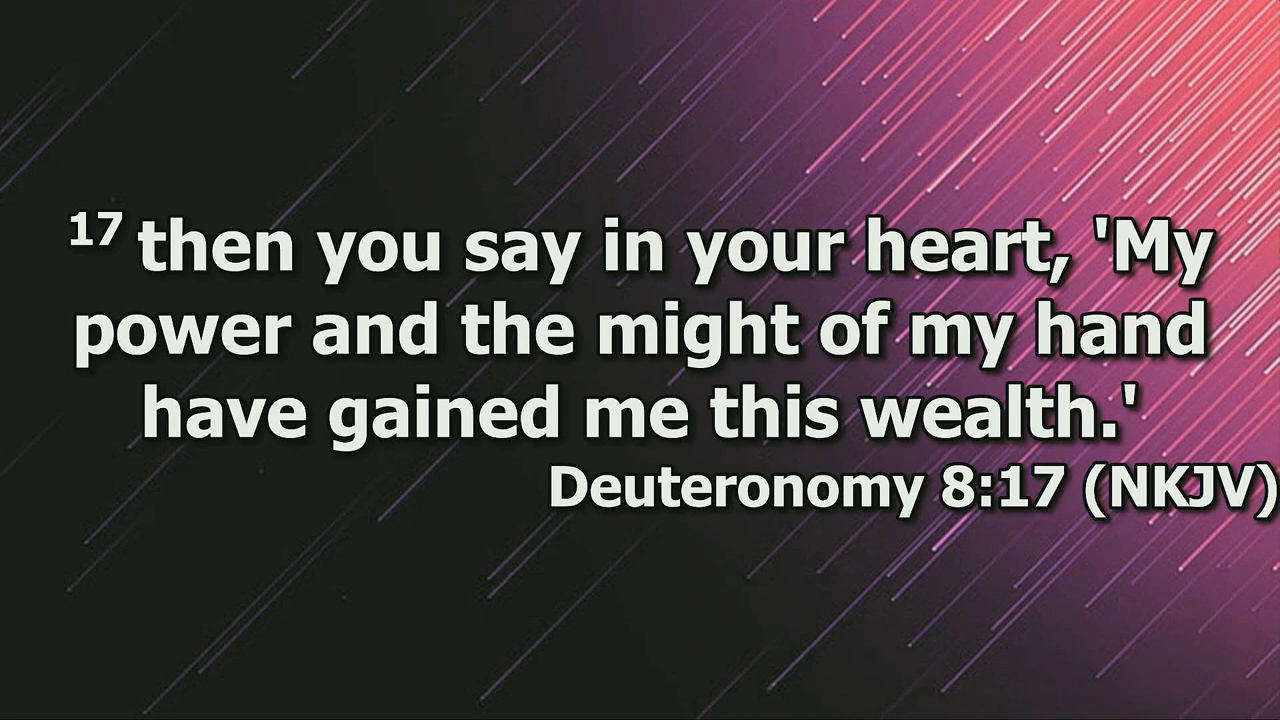 17 then you say in your heart, 'My
power and the might of my hand
have gained me this wealth.'
Deuteronomy 8:17 (NKJV)